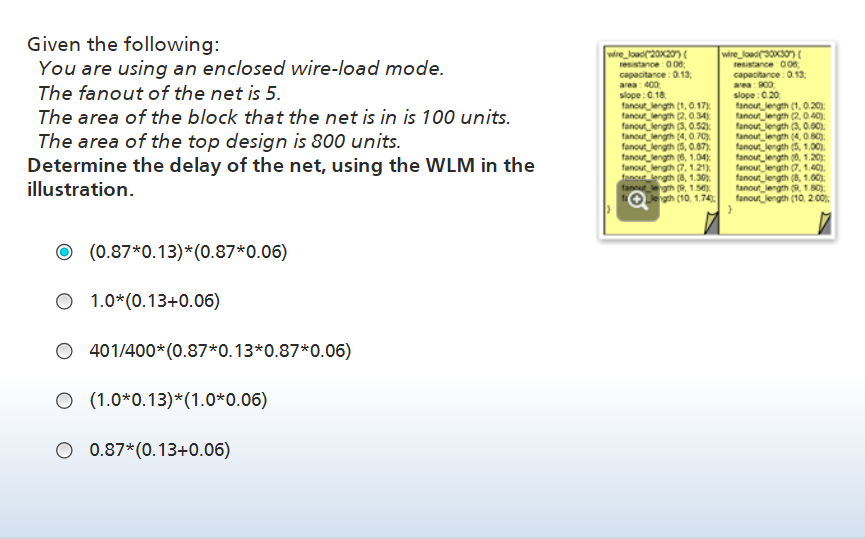 Given the following:
You are using an enclosed wire-load mode.
The fanout of the net is 5.
The area of the block that the net is in is 100 units.
The area of the top design is 800 units.
Determine the delay of the net, using the WLM in the
illustration.
(0.87*0.13)*(0.87*0.06)
1.0*(0.13+0.06)
401/400*(0.87*0.13*0.87*0.06)
(1.0*0.13)*(1.0*0.06)
0.87*(0.13+0.06)
wire_load("20X20") {
resistance : 0.06;
capacitance : 0.13;
area : 400;
slope : 0.18;
fanout_length (1, 0.17);
fanout_length (2, 0.34);
fanout_length (3, 0.52);
fanout_length (4, 0.70);
fanout_length (5, 0.87);
fanout_length (6, 1.04);
fanout_length (7, 1.21);
fanout_length (8, 1.39);
fanout_length (9, 1.56);
length (10, 1.74);
}
wire_load("30X30") {
resistance : 0.06;
capacitance : 0.13;
area : 900;
slope : 0.20;
fanout_length (1, 0.20);
fanout_length (2, 0.40);
fanout_length (3, 0.60);
fanout_length (4, 0.80);
fanout_length (5, 1.00);
fanout_length (6, 1.20);
fanout_length (7, 1.40);
fanout_length (8, 1.60);
fanout_length (9, 1.80);
fanout_length (10, 2.00);
}